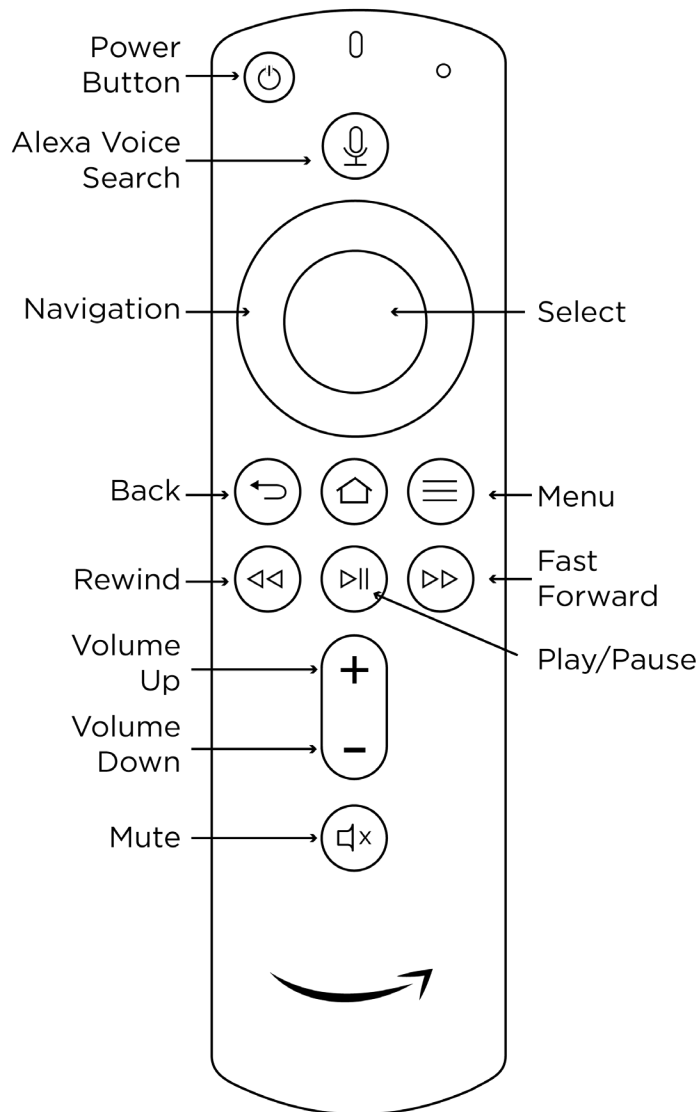 Power
Button
Alexa Voice
Search
Navigation
Select
Back
Menu
Rewind
Fast
Forward
Volume
Up
Play/Pause
Volume
Down
Mute